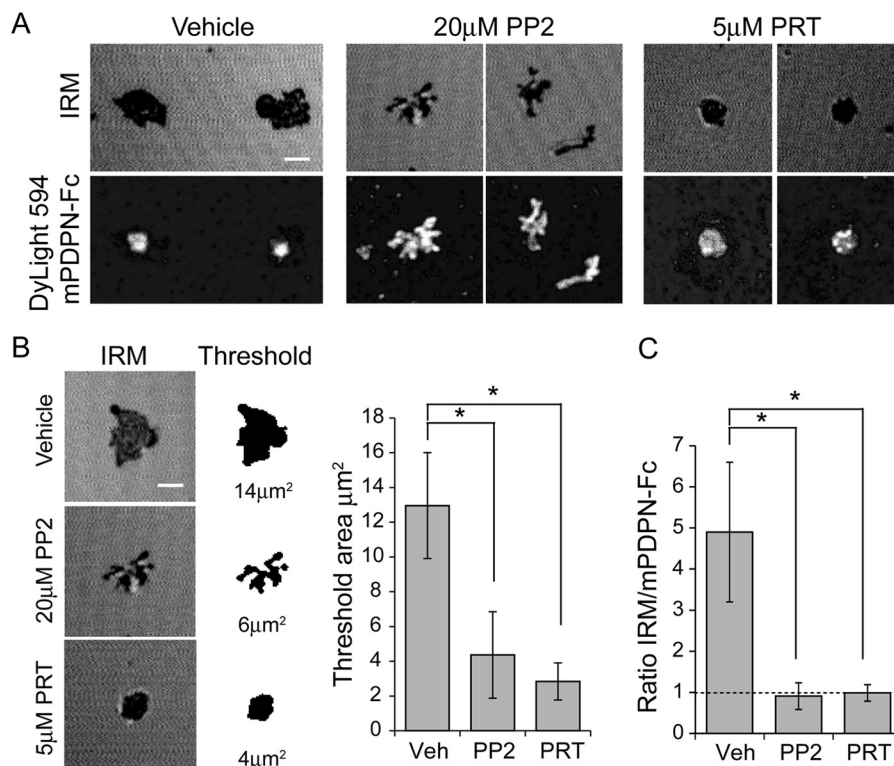 A
Vehicle
20μM PP2
5μM PRT
IRM
DyLight 594
mPDPN-Fc
B
IRM
Threshold
Vehicle
14μm²
20μM PP2
6μm²
5μM PRT
4μm²
*
*
Threshold area μm²
18
16
14
12
10
8
6
4
2
0
Veh
PP2
PRT
C
*
*
Ratio IRM/mPDPN-Fc
7
6
5
4
3
2
1
0
Veh
PP2
PRT